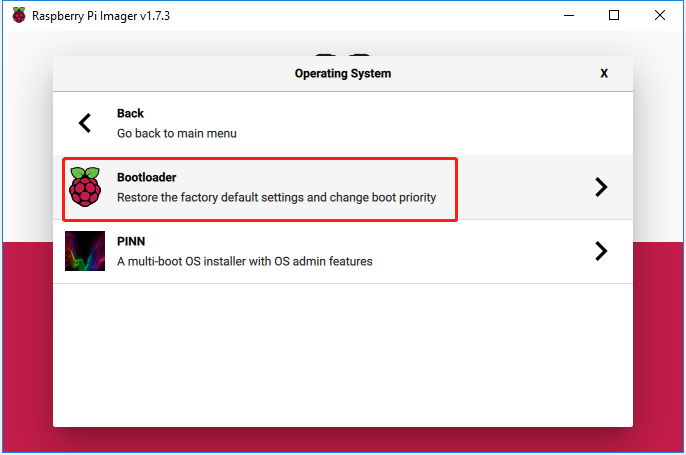 Raspberry Pi Imager v1.7.3
Operating System
X
Back
Go back to main menu
Bootloader
Restore the factory default settings and change boot priority
PINN
A multi-boot OS installer with OS admin features